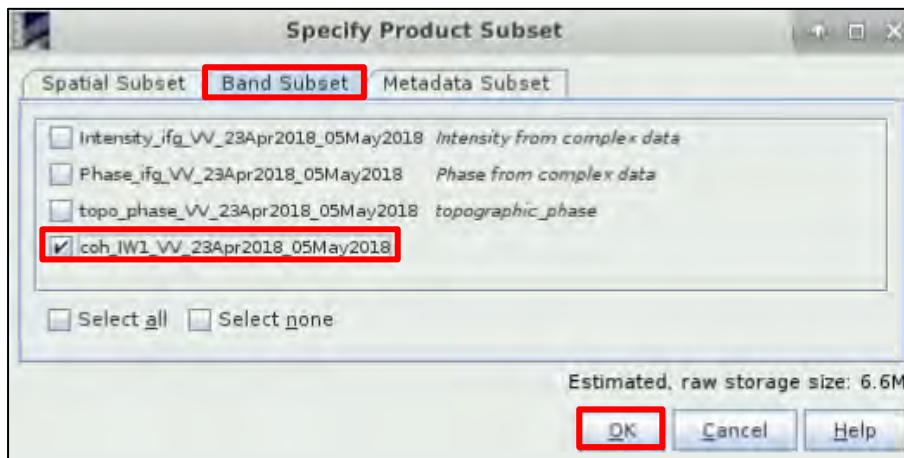 Specify Product Subset
Spatial Subset Band Subset Metadata Subset
Intensity_ifg_VV_23Apr2018_05May2018 Intensity from complex data
Phase_ifg_VV_23Apr2018_05May2018 Phase from complex data
topo_phase_VV_23Apr2018_05May2018 topographic_phase
coh_IW1_VV_23Apr2018_05May2018
Select all Select none
Estimated, raw storage size: 6.6M
OK Cancel Help